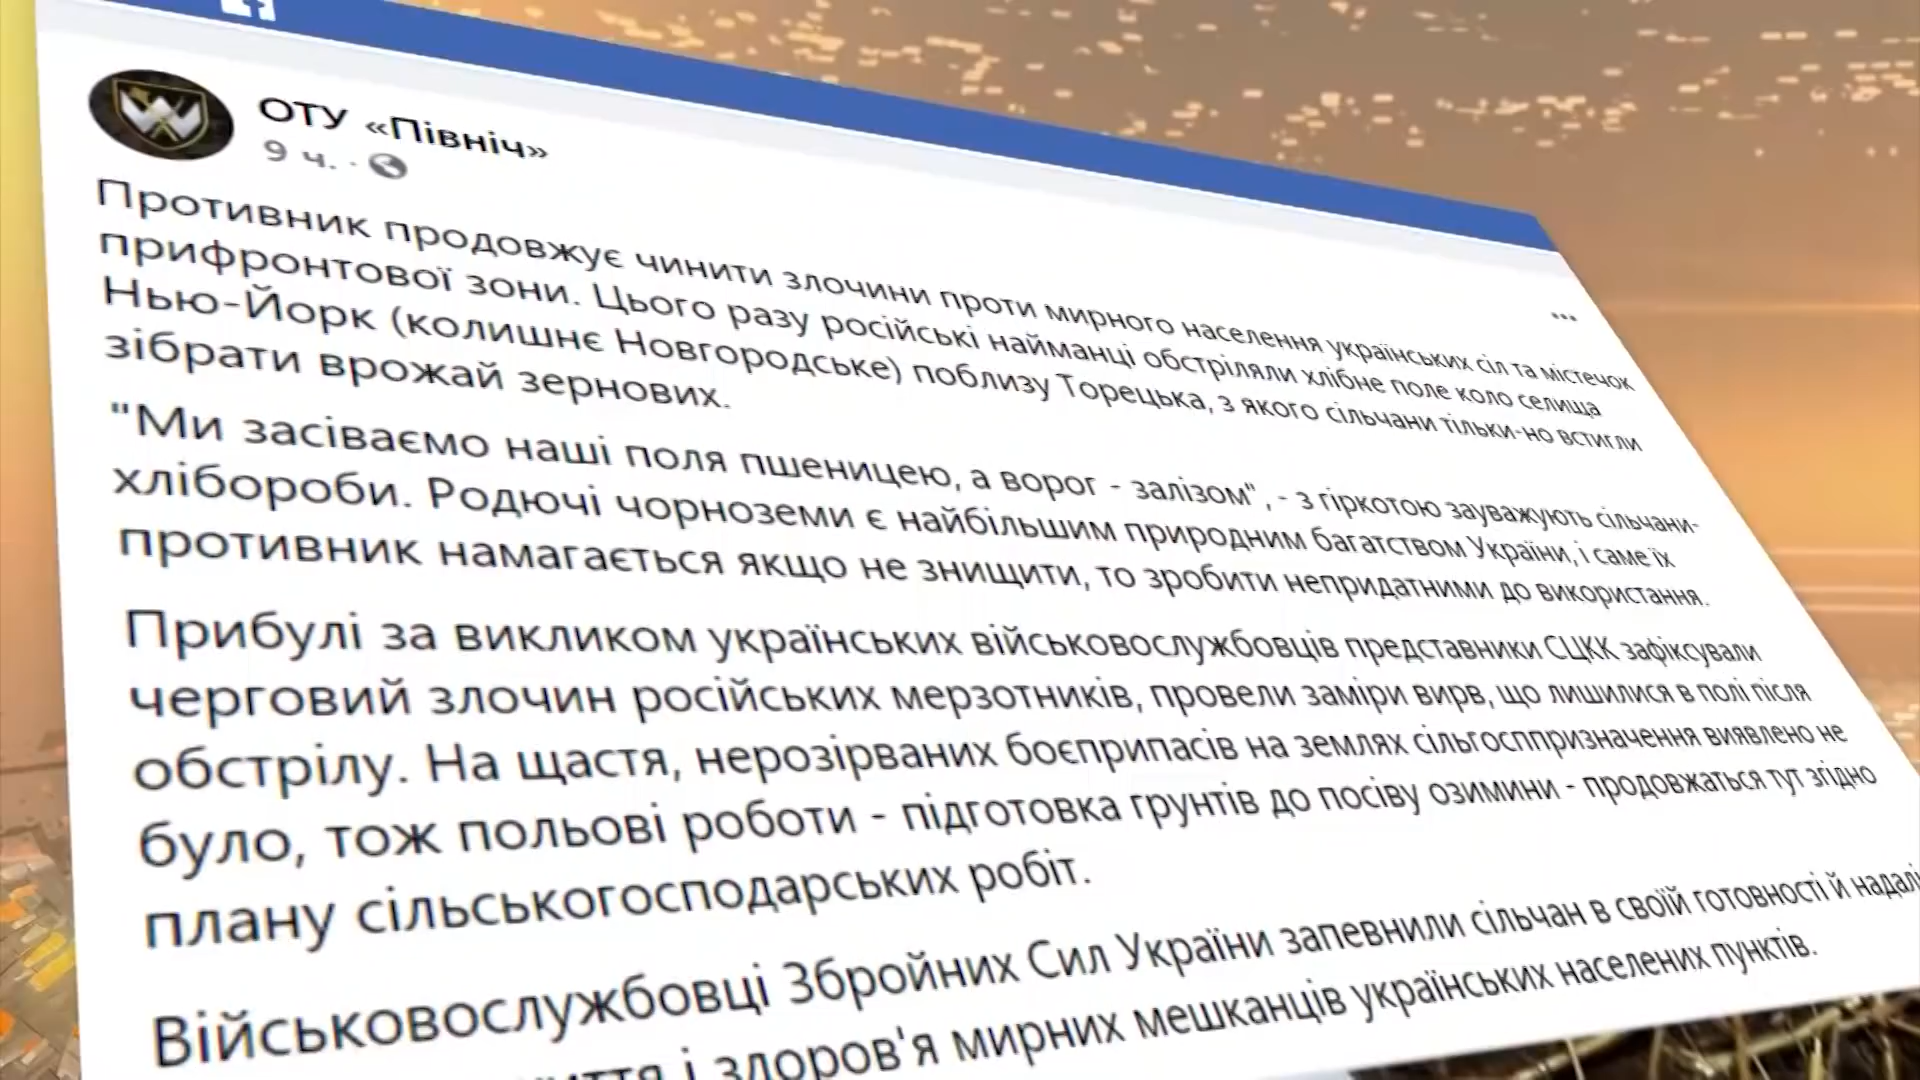 ОТУ «Північ»
9 ч. ·
Противник продовжує чинити злочини проти мирного населення українських сіл та містечок
прифронтової зони. Цього разу російські найманці обстріляли хлібне поле коло селища
Нью-Йорк (колишнє Новгородське) поблизу Торецька, з якого сільчани тільки-но встигли
зібрати врожай зернових.
"Ми засіваємо наші поля пшеницею, а ворог - залізом" , - з гіркотою зауважують сільчани-
хлібороби. Родючі чорноземи є найбільшим природним багатством України, і саме їх
противник намагається якщо не знищити, то зробити непридатними до використання.
Прибулі за викликом українських військовослужбовців представники СЦКК зафіксували
черговий злочин російських мерзотників, провели заміри вирв, що лишилися в полі після
обстрілу. На щастя, нерозірваних боєприпасів на землях сільгосппризначення виявлено не
було, тож польові роботи - підготовка грунтів до посіву озимини - продовжаться тут згідно
плану сільськогосподарських робіт.
Військовослужбовці Збройних Сил України запевнили сільчан в своїй готовності й надалі
і здоров'я мирних мешканців українських населених пунктів.